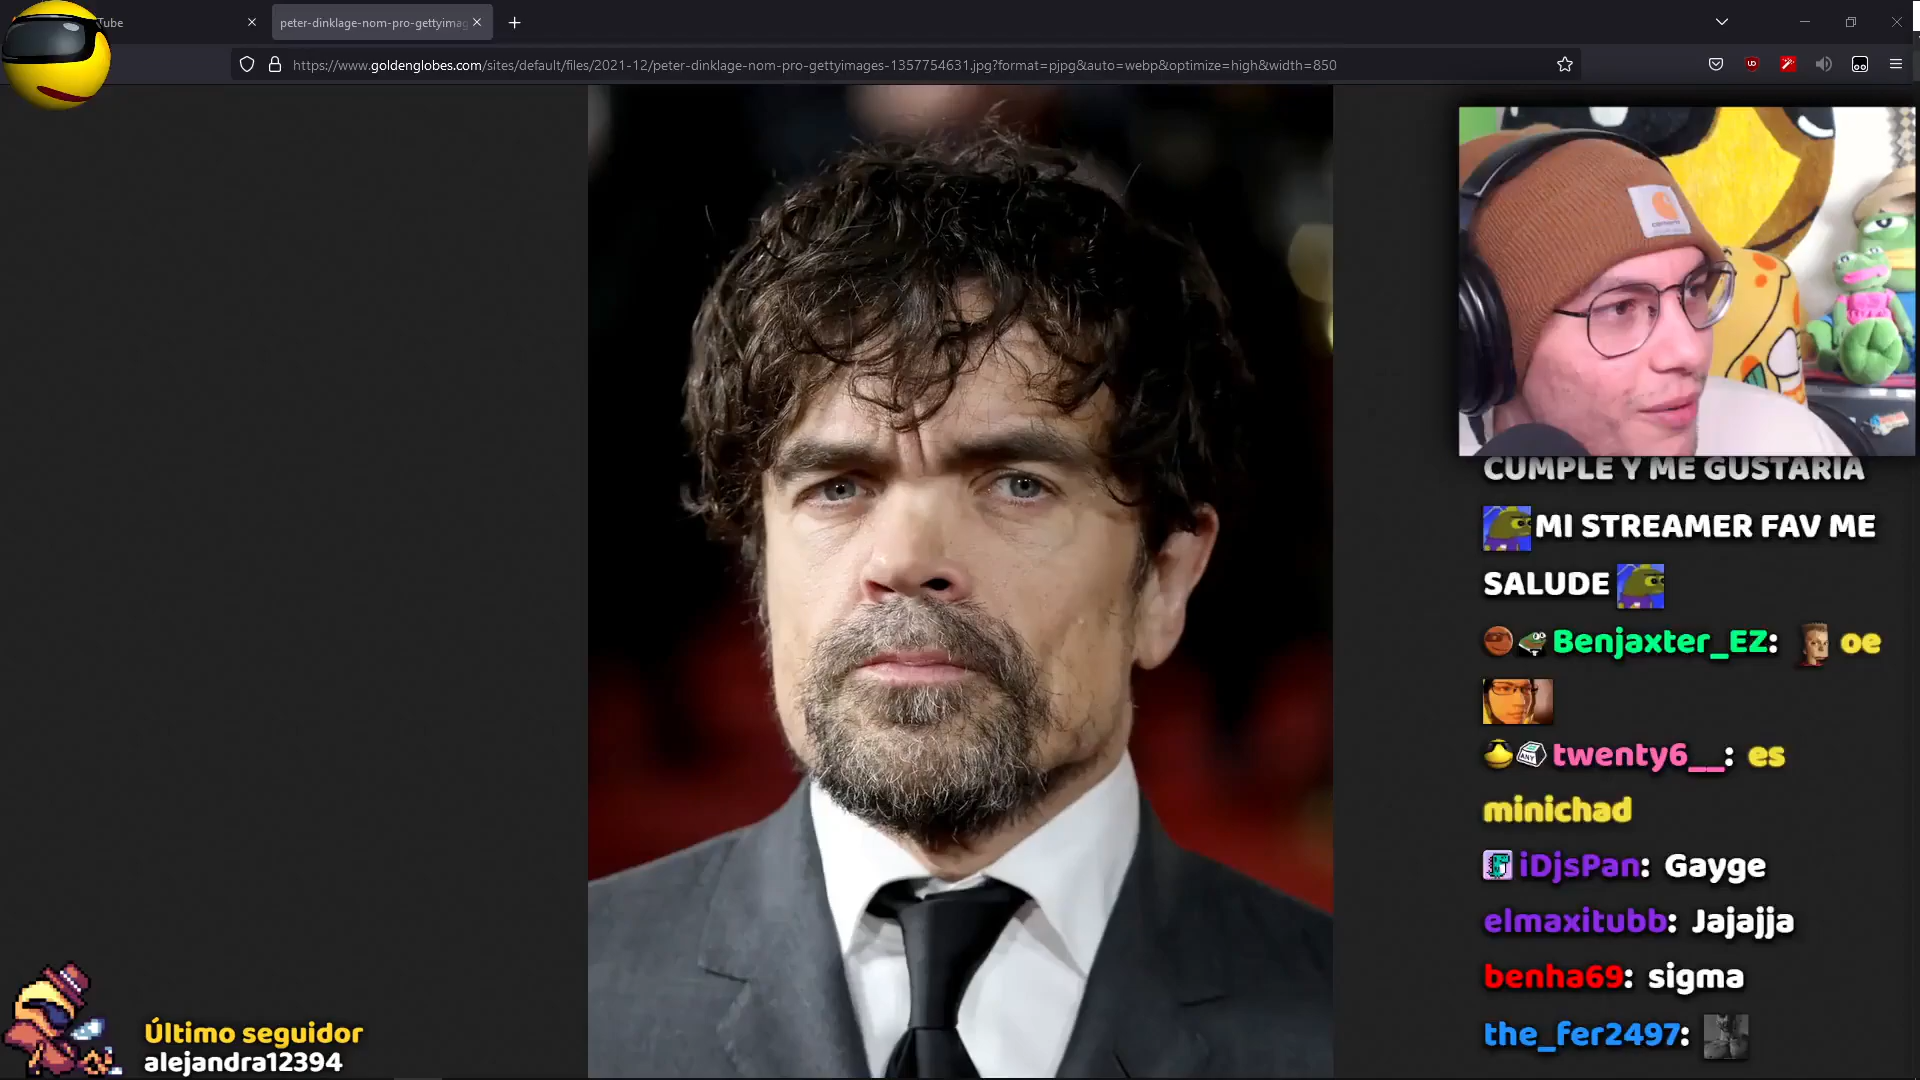 Tube
peter-dinklage-nom-pro-gettyimag
https://www.goldenglobes.com/sites/default/files/2021-12/peter-dinklage-nom-pro-gettyimages-1357754631.jpg?format=pjpg&auto=webp&optimize=high&width=850
CUMPLE Y ME GUSTARIA
MI STREAMER FAV ME
SALUDE
Benjaxter_EZ: oe
twenty6__: es
minichad
iDjsPan: Gayge
elmaxitubb: Jajajja
benha69: sigma
the_fer2497:
Último seguidor
alejandra12394